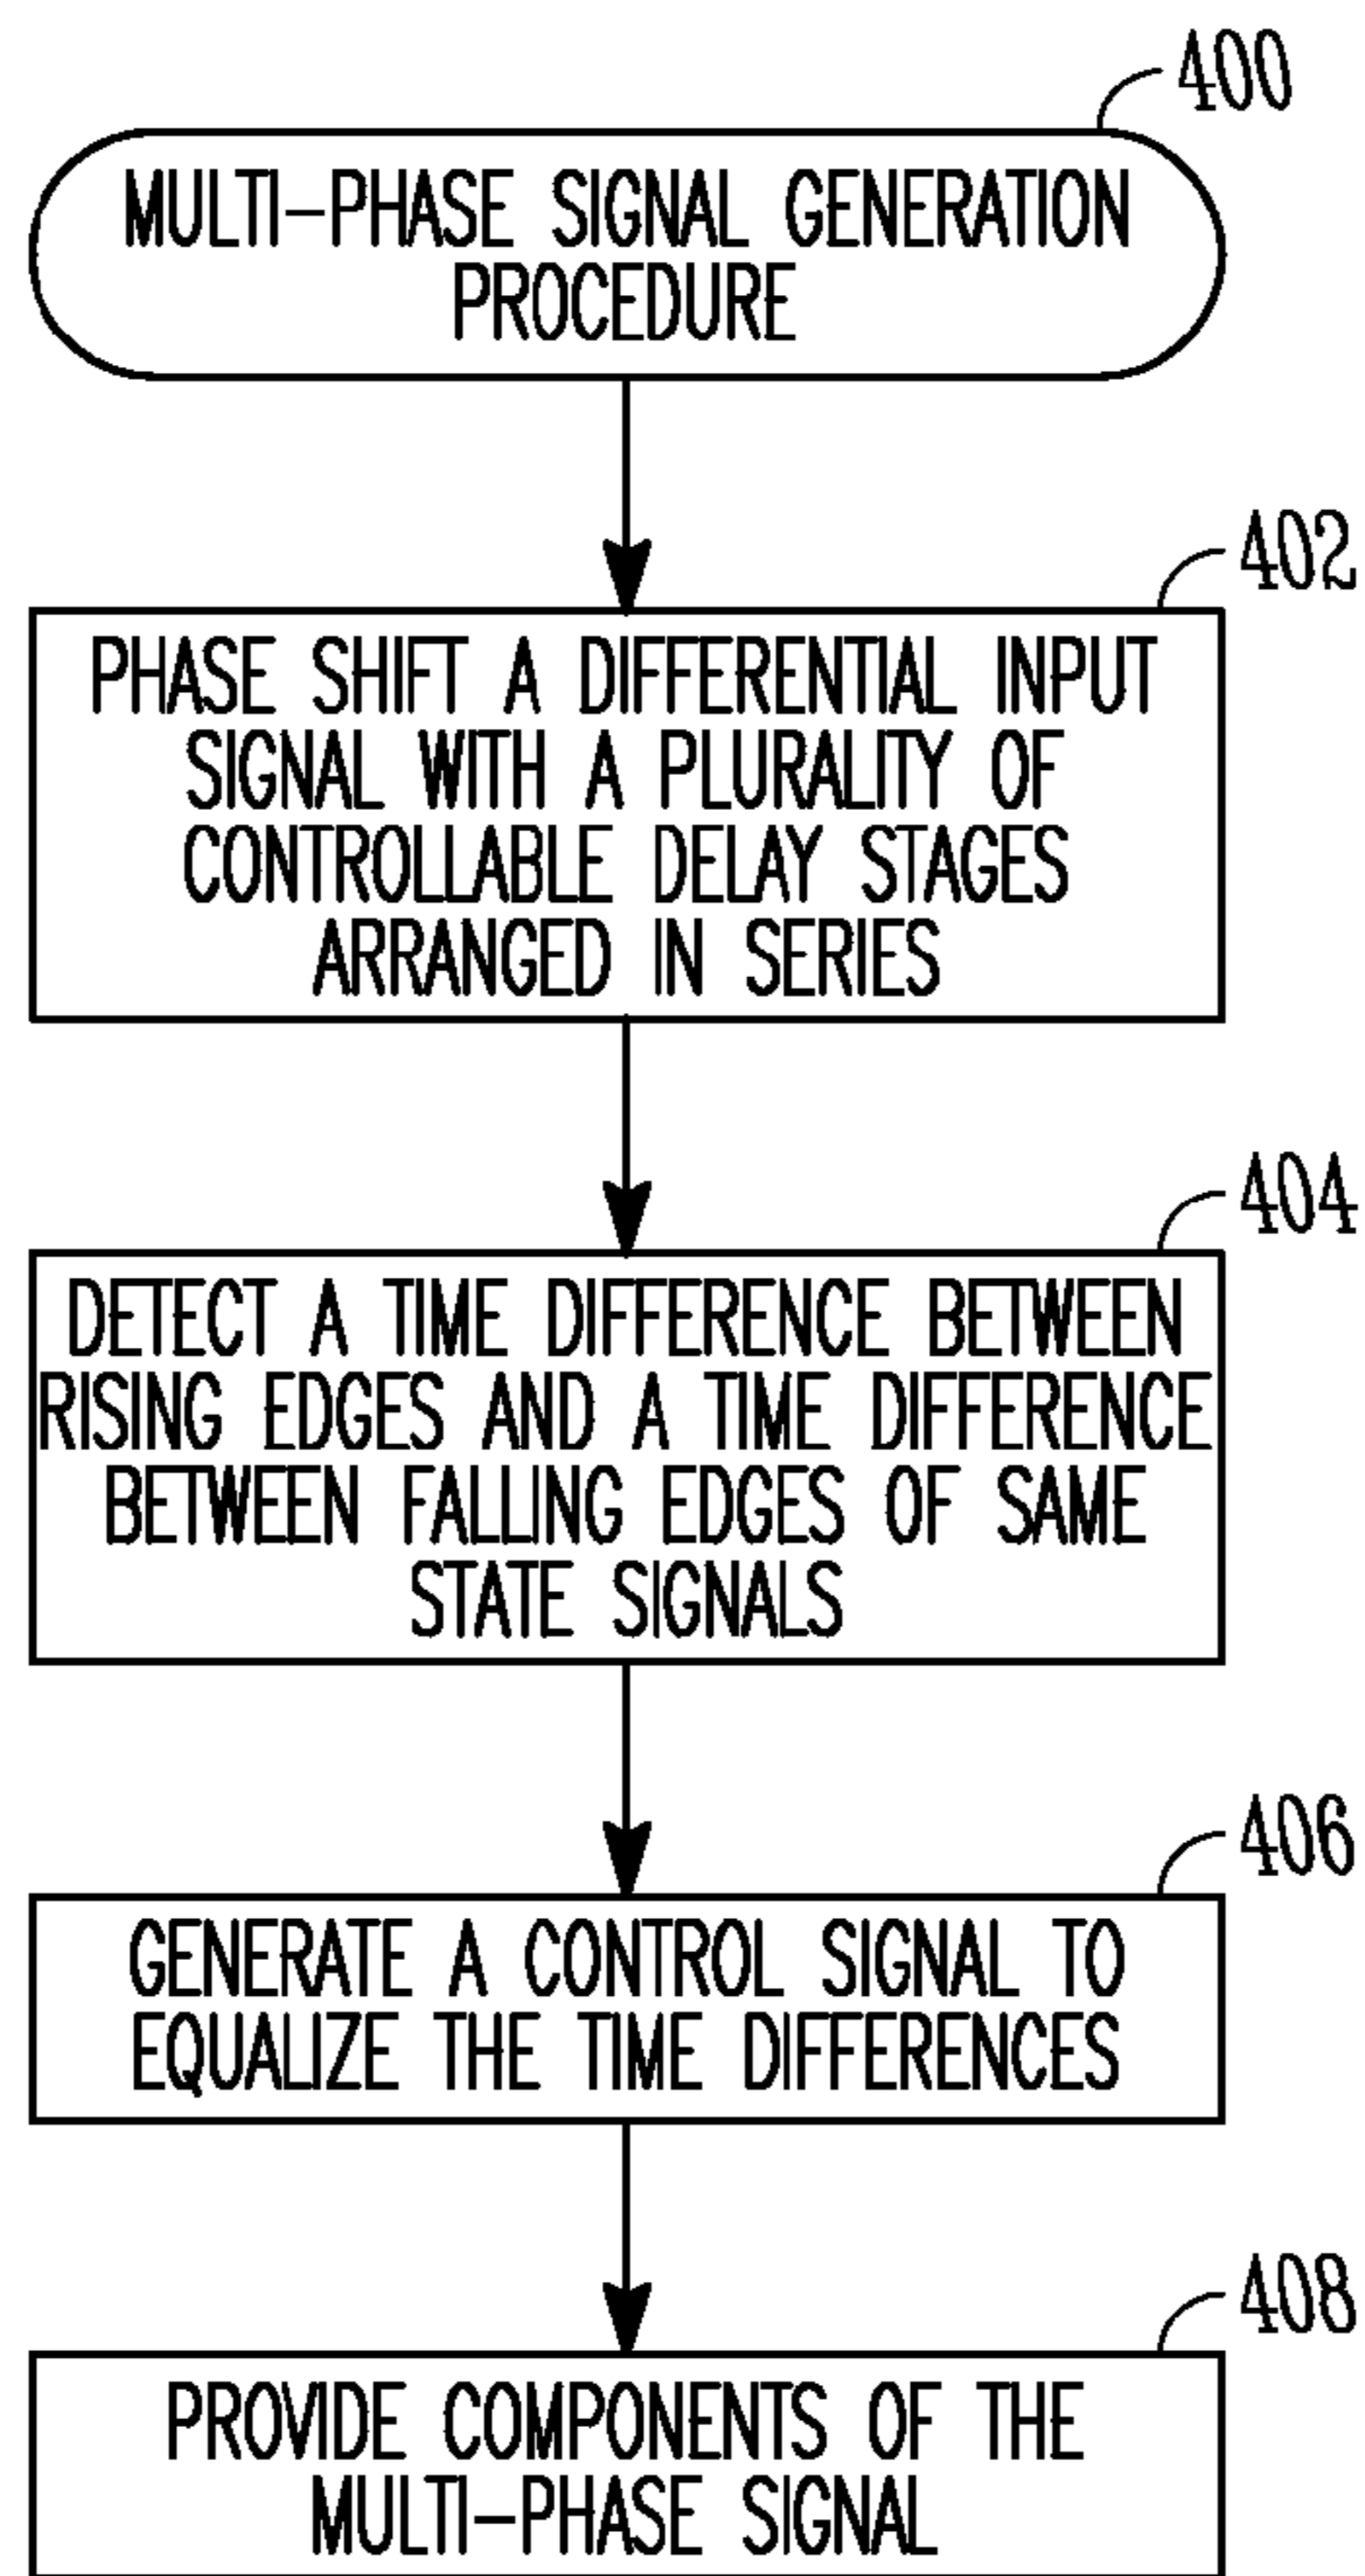 400
MULTI-PHASE SIGNAL GENERATION
PROCEDURE
402
PHASE SHIFT A DIFFERENTIAL INPUT
SIGNAL WITH A PLURALITY OF
CONTROLLABLE DELAY STAGES
ARRANGED IN SERIES
404
DETECT A TIME DIFFERENCE BETWEEN
RISING EDGES AND A TIME DIFFERENCE
BETWEEN FALLING EDGES OF SAME
STATE SIGNALS
406
GENERATE A CONTROL SIGNAL TO
EQUALIZE THE TIME DIFFERENCES
408
PROVIDE COMPONENTS OF THE
MULTI-PHASE SIGNAL